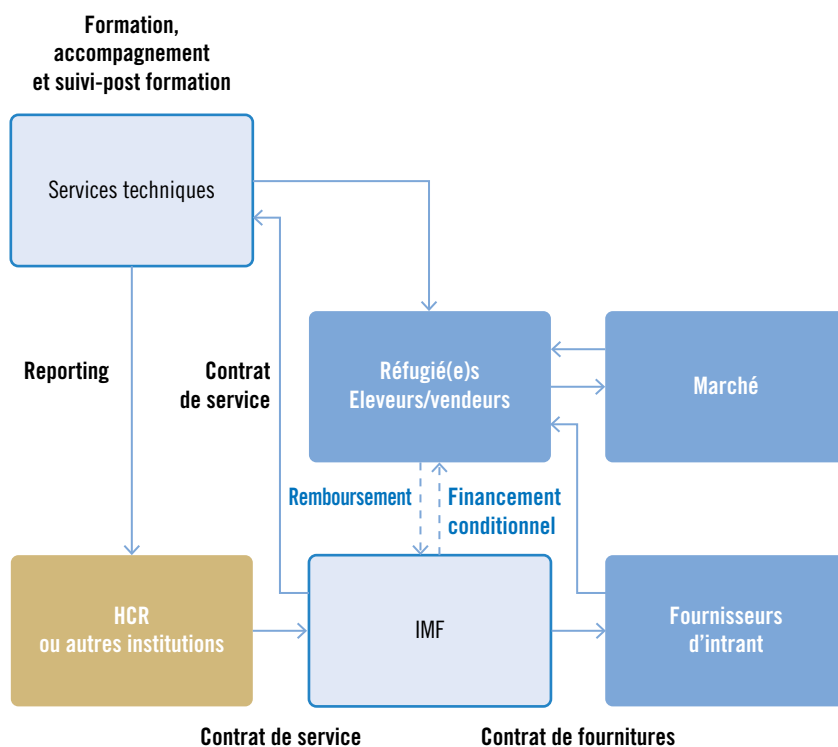 Formation,
accompagnement
et suivi-post formation
Services techniques
Reporting
Contrat
de service
Réfugié(e)s
Eleveurs/vendeurs
Marché
Remboursement
Financement
conditionnel
HCR
ou autres institutions
IMF
Fournisseurs
d'intrant
Contrat de service
Contrat de fournitures